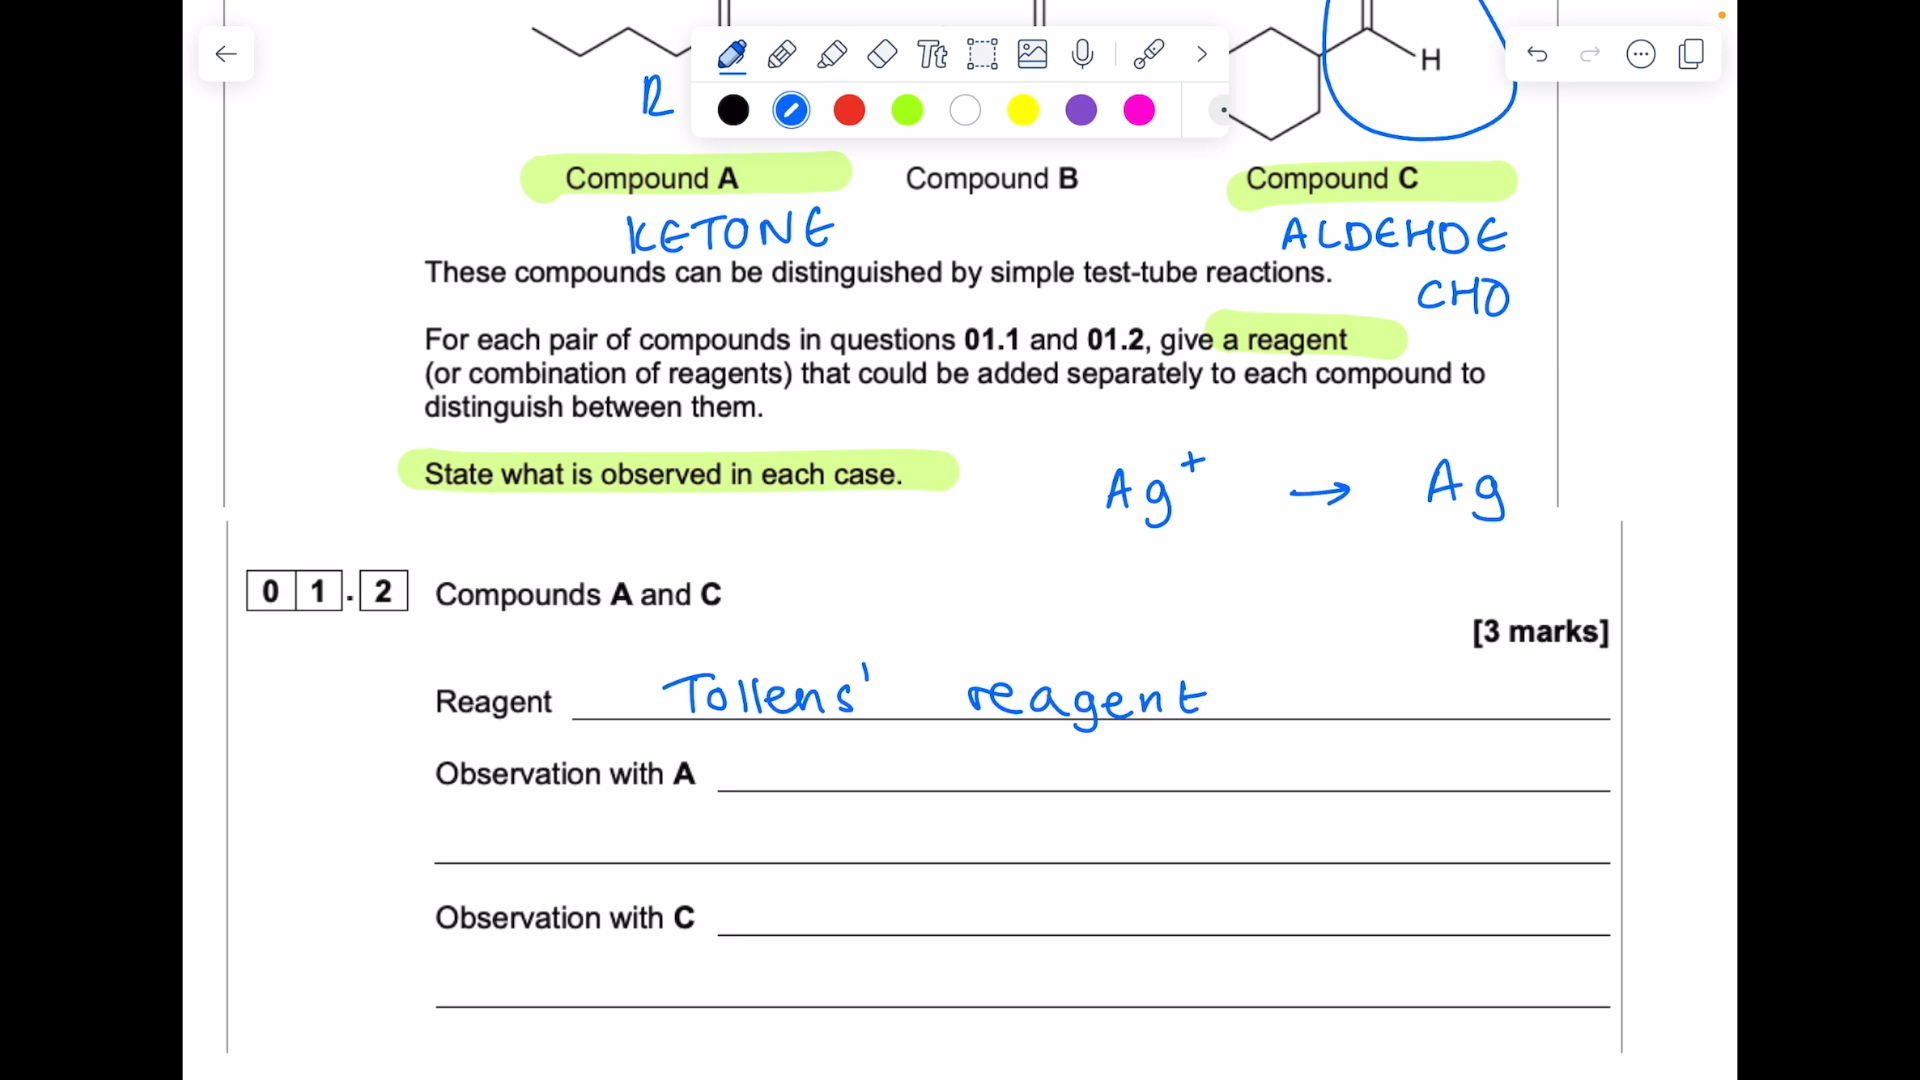 Tt
H
R
Compound A Compound B Compound C
KETONE ALDEHDE
These compounds can be distinguished by simple test-tube reactions.
CHO
For each pair of compounds in questions 01.1 and 01.2, give a reagent
(or combination of reagents) that could be added separately to each compound to
distinguish between them.
State what is observed in each case.
Ag+ → Ag
0 1 . 2 Compounds A and C
[3 marks]
Reagent Tollens' reagent
Observation with A
Observation with C